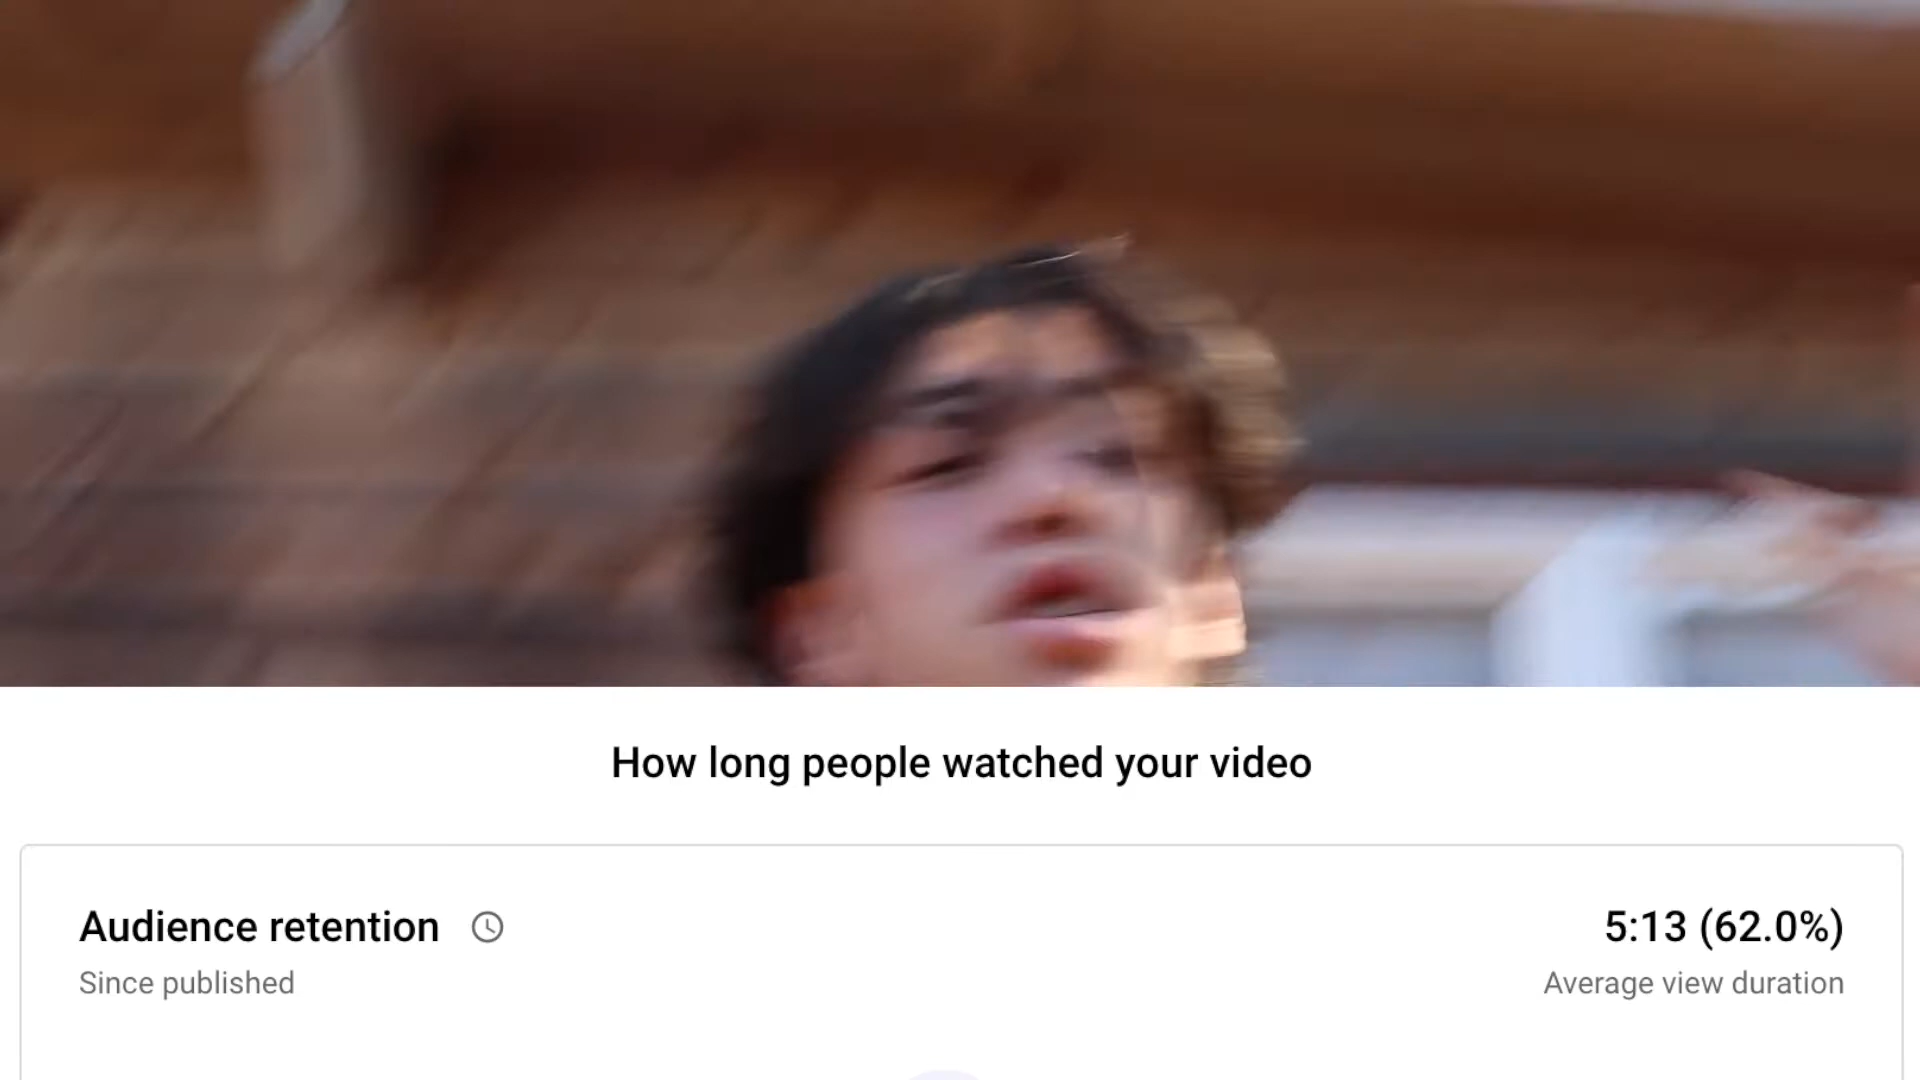 How long people watched your video
Audience retention
5:13 (62.0%)
Since published
Average view duration